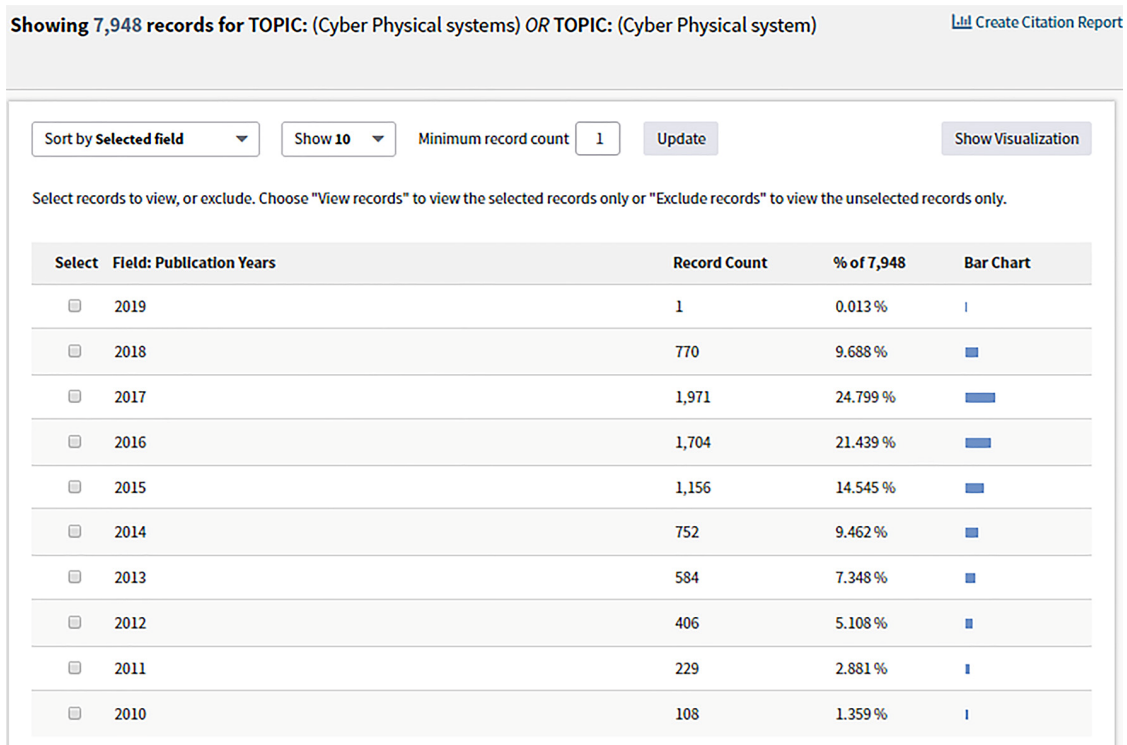 Showing 7,948 records for TOPIC: (Cyber Physical systems) OR TOPIC: (Cyber Physical system) Create Citation Report
Sort by Selected field Show 10 Minimum record count 1 Update Show Visualization
Select records to view, or exclude. Choose "View records" to view the selected records only or "Exclude records" to view the unselected records only.
Select Field: Publication Years Record Count % of 7,948 Bar Chart
2019 1 0.013 %
2018 770 9.688 %
2017 1,971 24.799 %
2016 1,704 21.439 %
2015 1,156 14.545 %
2014 752 9.462 %
2013 584 7.348 %
2012 406 5.108 %
2011 229 2.881 %
2010 108 1.359 %